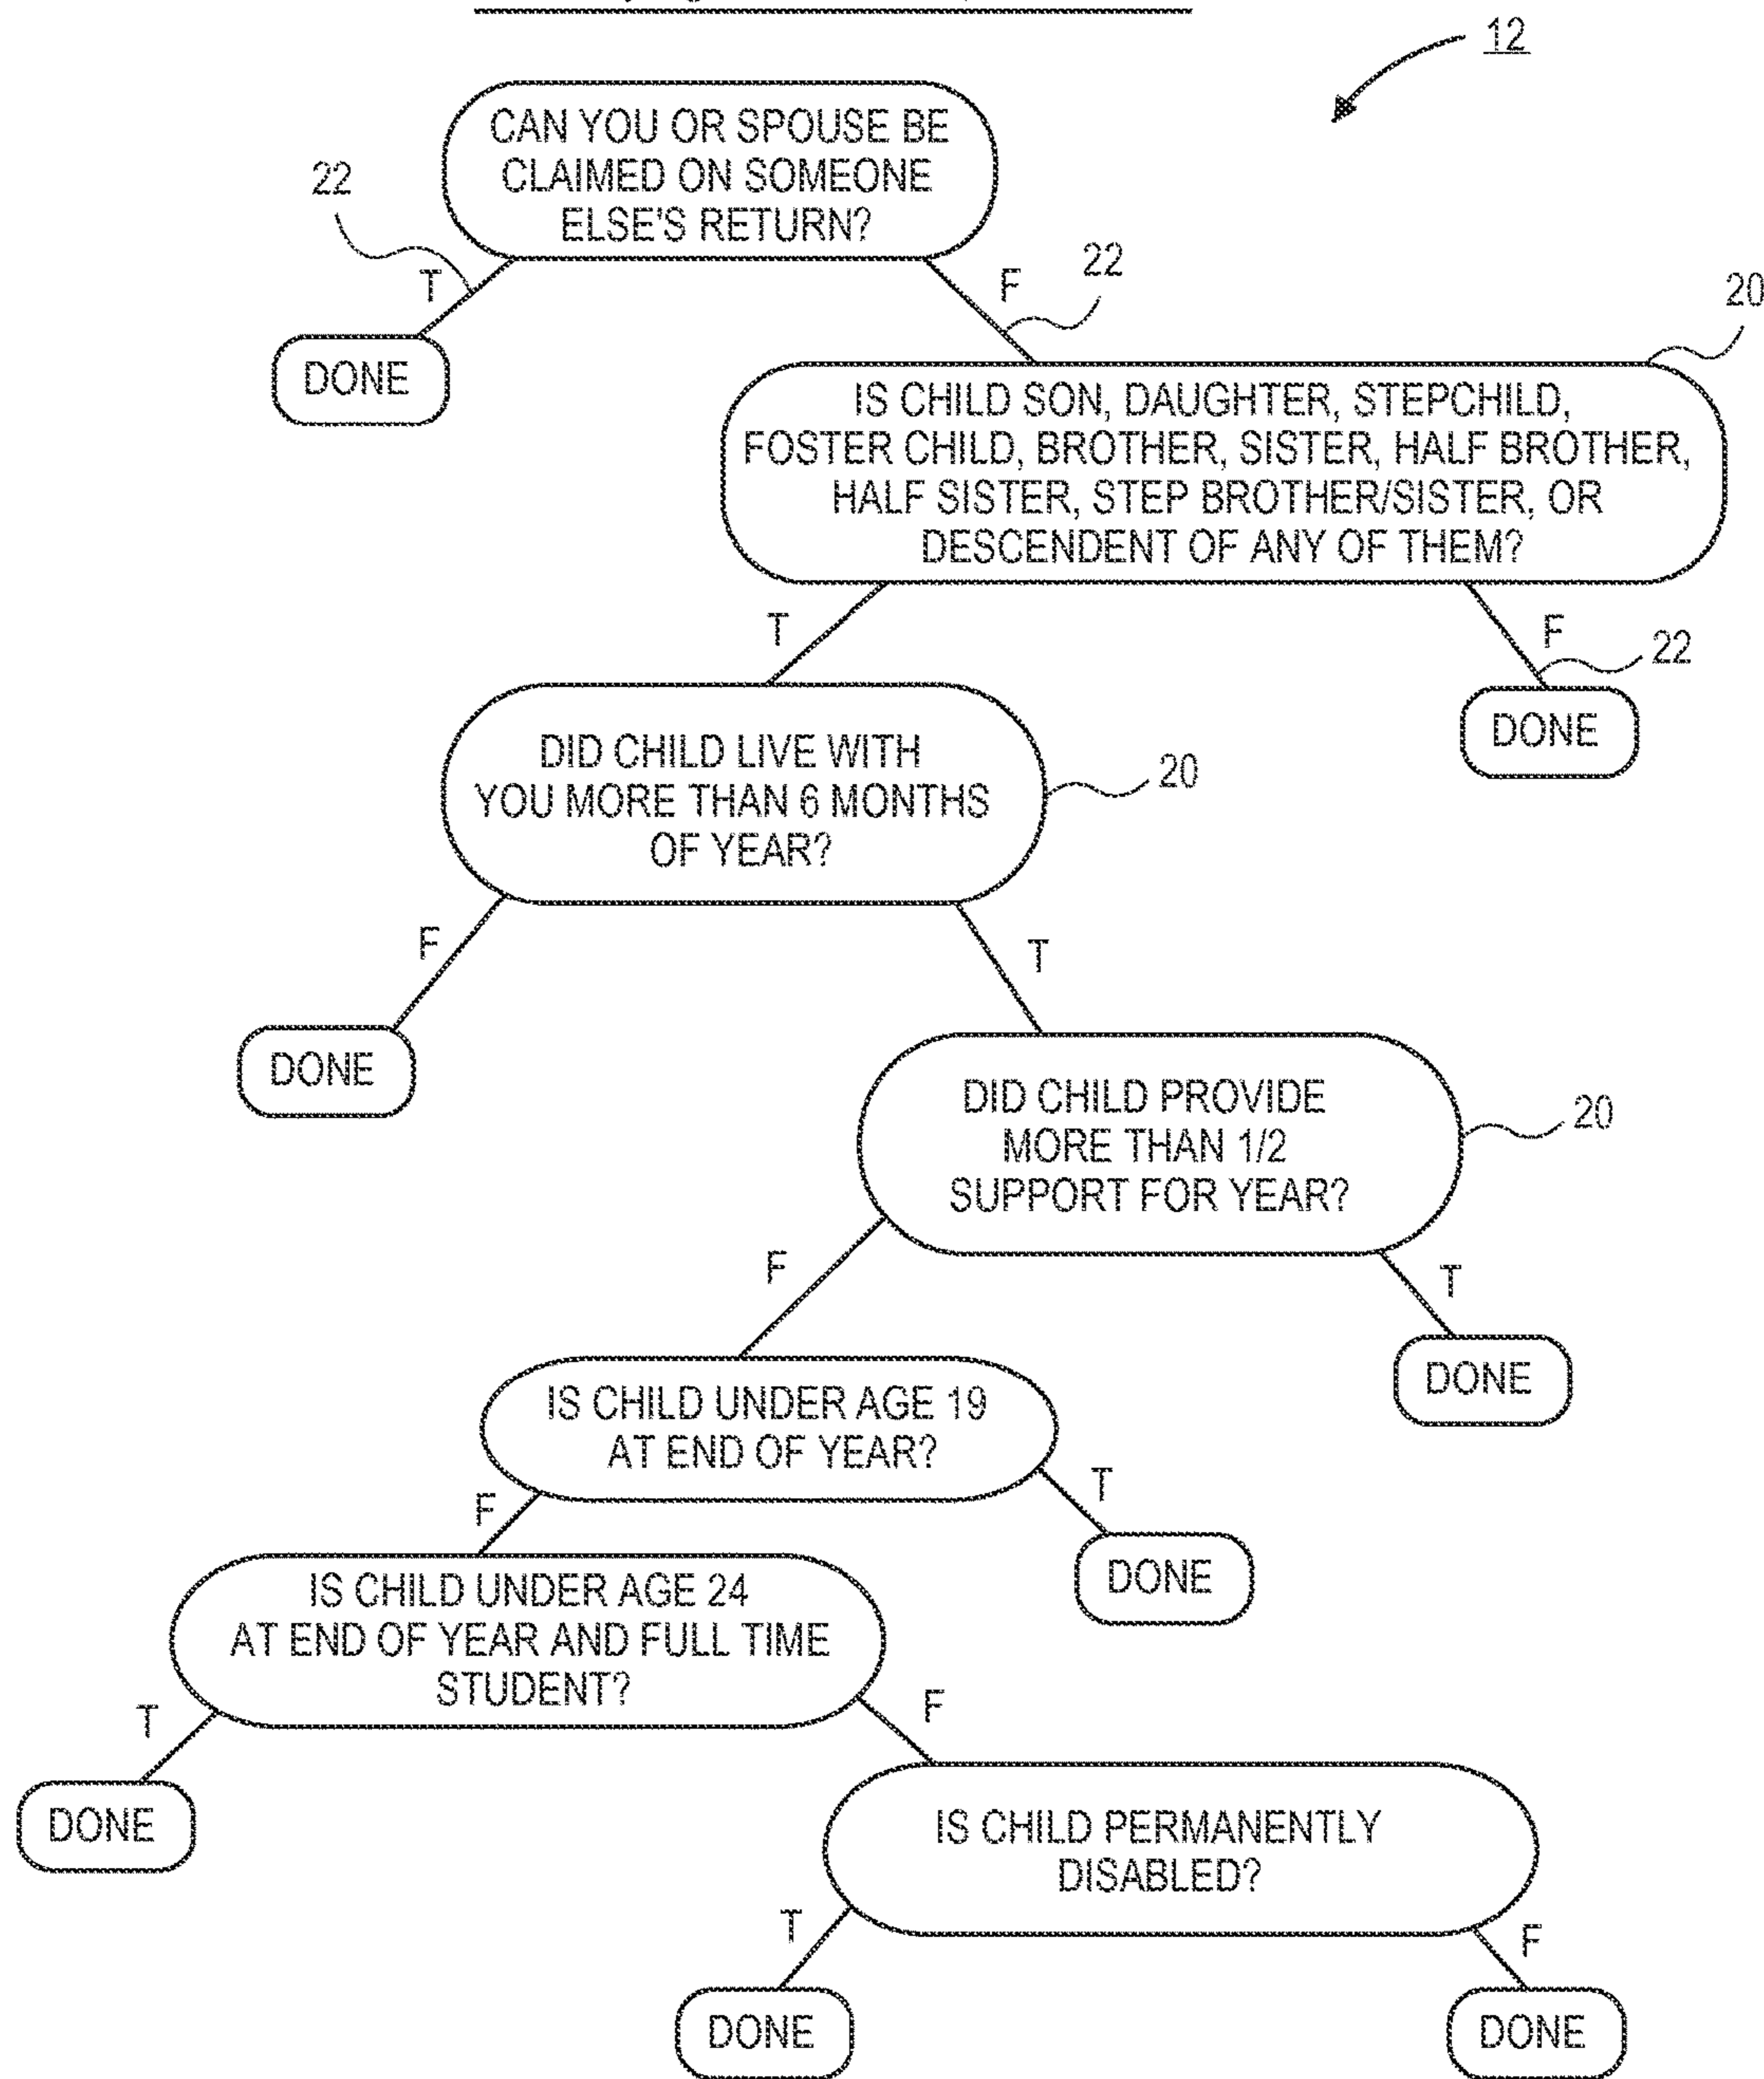 12
CAN YOU OR SPOUSE BE
CLAIMED ON SOMEONE
ELSE'S RETURN?
22
T
F
22
DONE
20
IS CHILD SON, DAUGHTER, STEPCHILD,
FOSTER CHILD, BROTHER, SISTER, HALF BROTHER,
HALF SISTER, STEP BROTHER/SISTER, OR
DESCENDENT OF ANY OF THEM?
T
F
22
DONE
DID CHILD LIVE WITH
YOU MORE THAN 6 MONTHS
OF YEAR?
20
F
T
DONE
DID CHILD PROVIDE
MORE THAN 1/2
SUPPORT FOR YEAR?
20
F
T
DONE
IS CHILD UNDER AGE 19
AT END OF YEAR?
F
T
DONE
IS CHILD UNDER AGE 24
AT END OF YEAR AND FULL TIME
STUDENT?
T
F
DONE
IS CHILD PERMANENTLY
DISABLED?
T
F
DONE
DONE